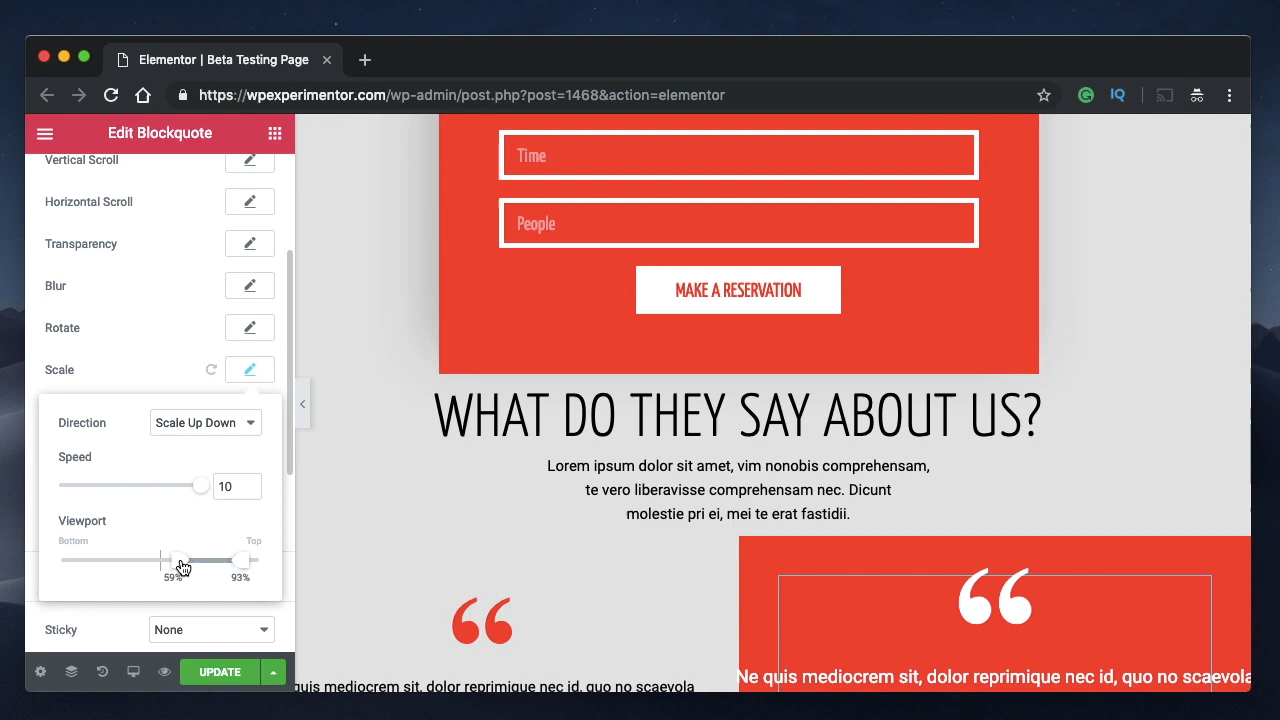 Elementor | Beta Testing Page
https://wpexperimentor.com/wp-admin/post.php?post=1468&action=elementor
IQ
Edit Blockquote
Vertical Scroll
Horizontal Scroll
Transparency
Blur
Rotate
Scale
Direction
Scale Up Down
Speed
10
Viewport
Bottom
Top
59%
93%
Sticky
None
UPDATE
Time
People
MAKE A RESERVATION
WHAT DO THEY SAY ABOUT US?
Lorem ipsum dolor sit amet, vim nonobis comprehensam,
te vero liberavisse comprehensam nec. Dicunt
molestie pri ei, mei te erat fastidii.
“
quis mediocrem sit, dolor reprimique nec id, quo no scaevola
“
Ne quis mediocrem sit, dolor reprimique nec id, quo no scaevola